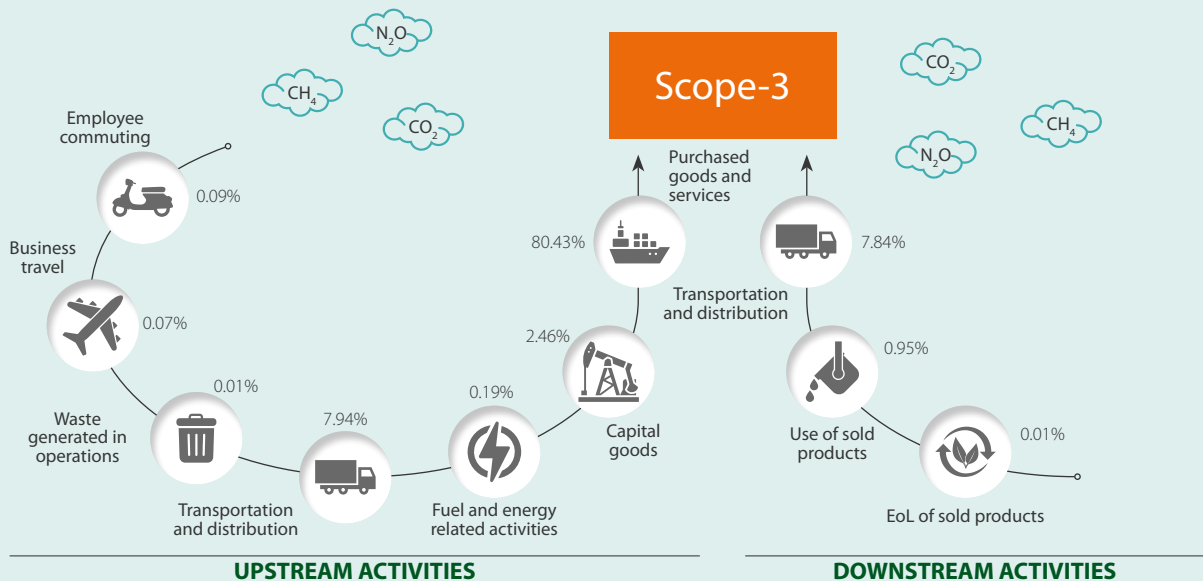 N₂O
CH₄
CO₂
Scope-3
CO₂
CH₄
N₂O
Employee
commuting
0.09%
Business
travel
0.07%
Waste
generated in
operations
0.01%
Transportation
and distribution
7.94%
Fuel and energy
related activities
0.19%
Capital
goods
2.46%
Purchased
goods and
services
80.43%
Transportation
and distribution
7.84%
Use of sold
products
0.95%
EoL of sold products
0.01%
UPSTREAM ACTIVITIES
DOWNSTREAM ACTIVITIES